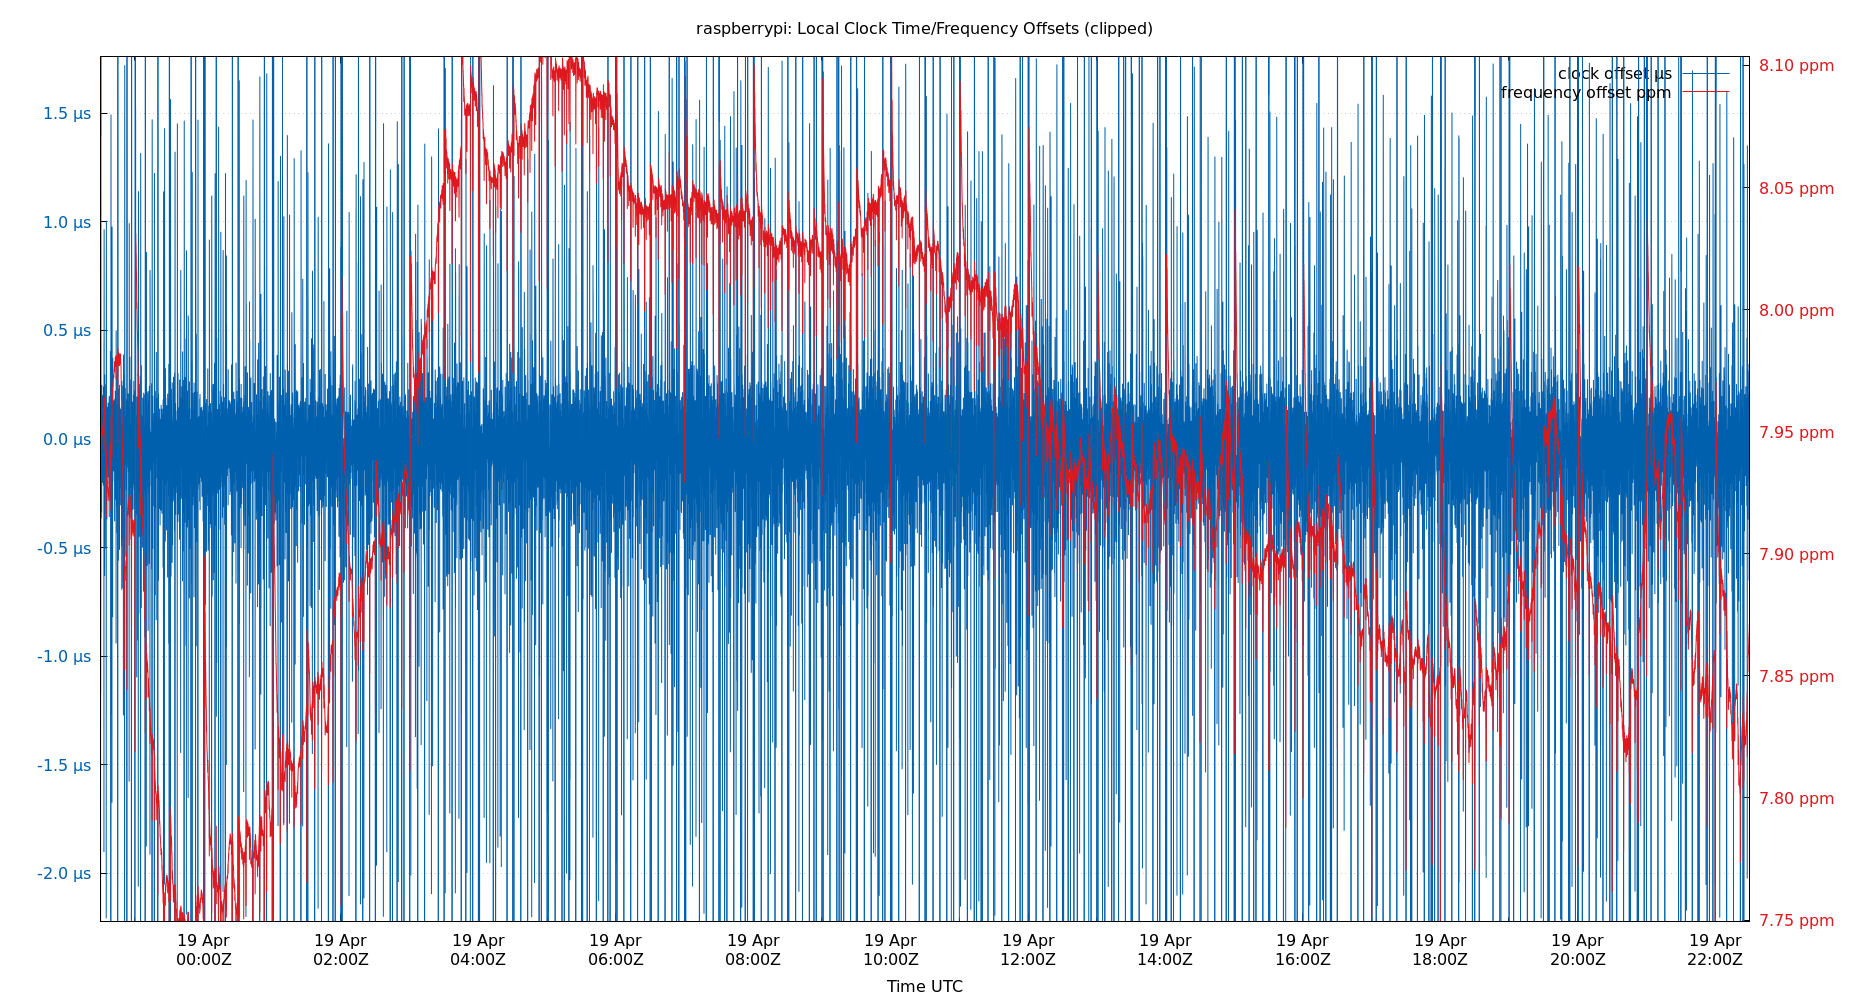 raspberrypi: Local Clock Time/Frequency Offsets (clipped)
clock offset µs
frequency offset ppm
1.5 µs
1.0 µs
0.5 µs
0.0 µs
-0.5 µs
-1.0 µs
-1.5 µs
-2.0 µs
8.10 ppm
8.05 ppm
8.00 ppm
7.95 ppm
7.90 ppm
7.85 ppm
7.80 ppm
7.75 ppm
19 Apr 19 Apr 19 Apr 19 Apr 19 Apr 19 Apr 19 Apr 19 Apr 19 Apr 19 Apr 19 Apr 19 Apr
00:00Z 02:00Z 04:00Z 06:00Z 08:00Z 10:00Z 12:00Z 14:00Z 16:00Z 18:00Z 20:00Z 22:00Z
Time UTC